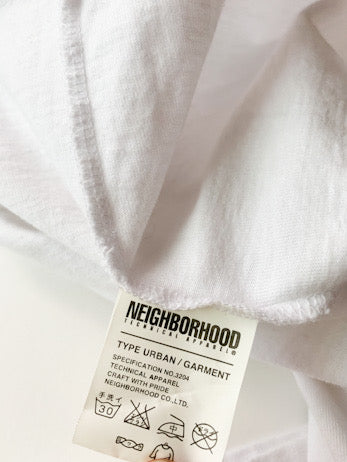 NEIGHBORHOOD
TECHNICAL APPAREL®
TYPE URBAN / GARMENT
SPECIFICATION NO.3204
TECHNICAL APPAREL
CRAFT WITH PRIDE
NEIGHBORHOOD CO.,LTD.
手洗イ
30
中